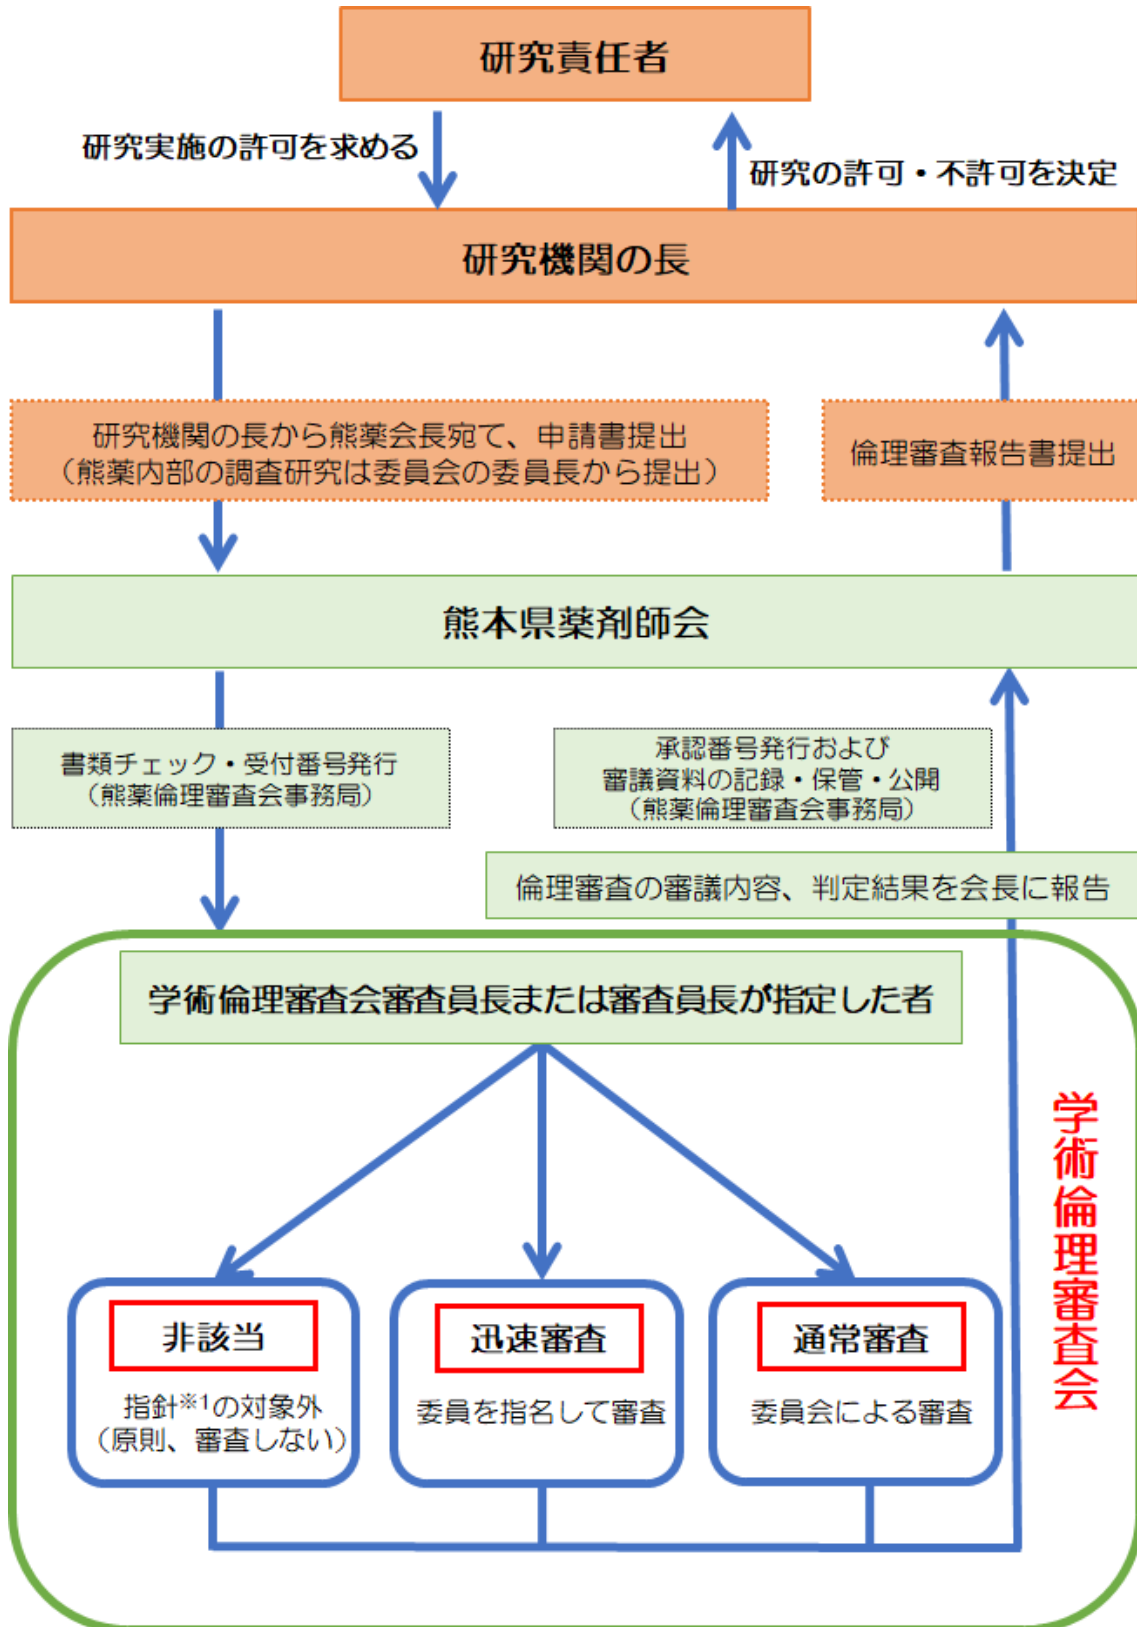 研究責任者
研究実施の許可を求める
研究の許可・不許可を決定
研究機関の長
研究機関の長から熊薬会長宛て、申請書提出
（熊薬内部の調査研究は委員会の委員長から提出）
倫理審査報告書提出
熊本県薬剤師会
書類チェック・受付番号発行
（熊薬倫理審査会事務局）
承認番号発行および
審議資料の記録・保管・公開
（熊薬倫理審査会事務局）
倫理審査の審議内容、判定結果を会長に報告
学術倫理審査会審査員長または審査員長が指定した者
学術倫理審査会
非該当
指針※1の対象外
（原則、審査しない）
迅速審査
委員を指名して審査
通常審査
委員会による審査